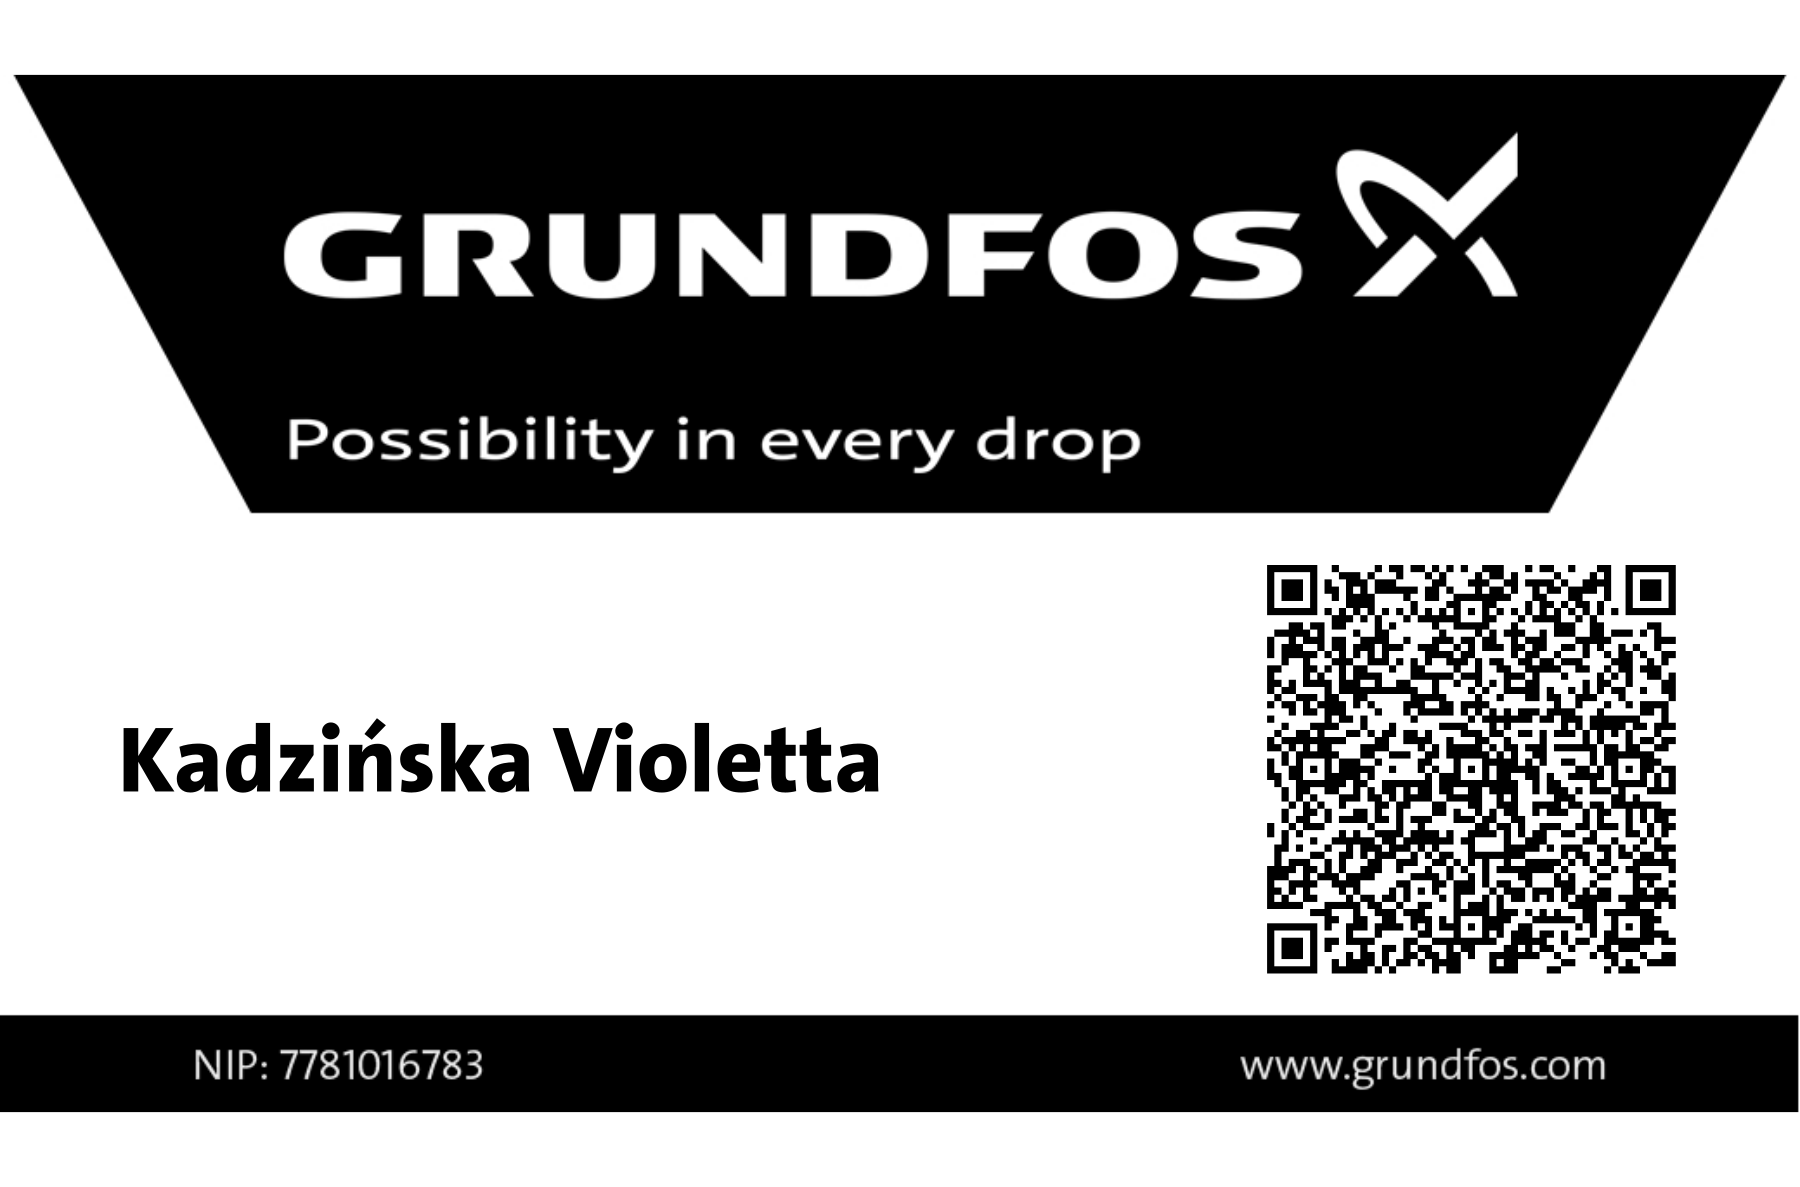 GRUNDFOS
Possibility in every drop
Kadzińska Violetta
NIP: 7781016783
www.grundfos.com